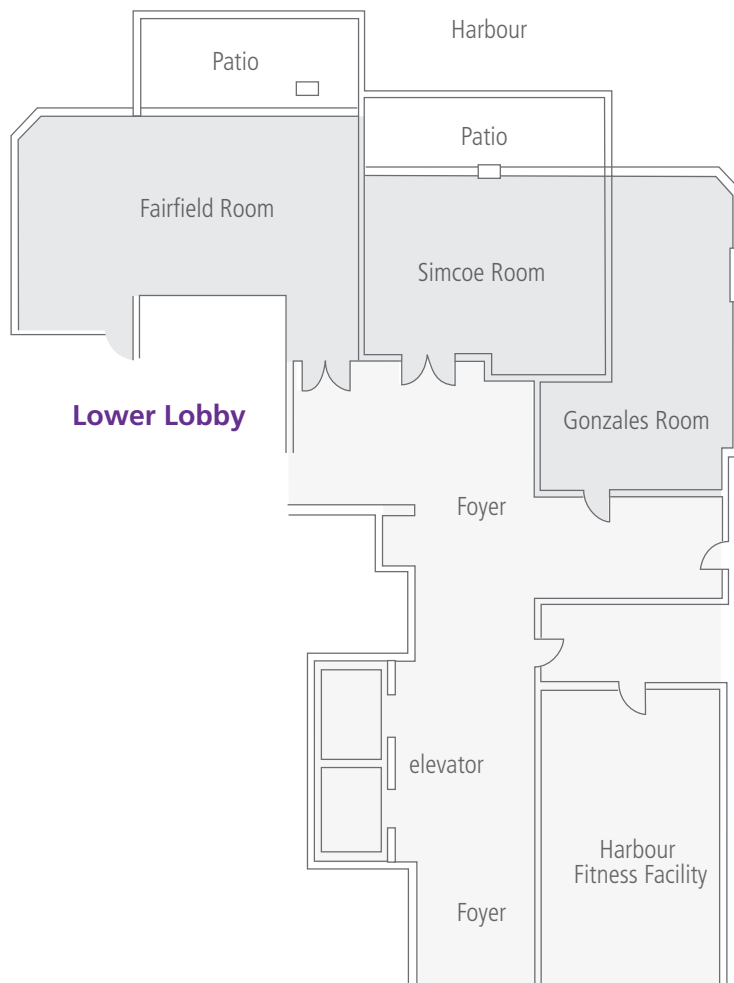 Harbour
Patio
Patio
Fairfield Room
Simcoe Room
Lower Lobby
Gonzales Room
Foyer
elevator
Harbour
Fitness Facility
Foyer